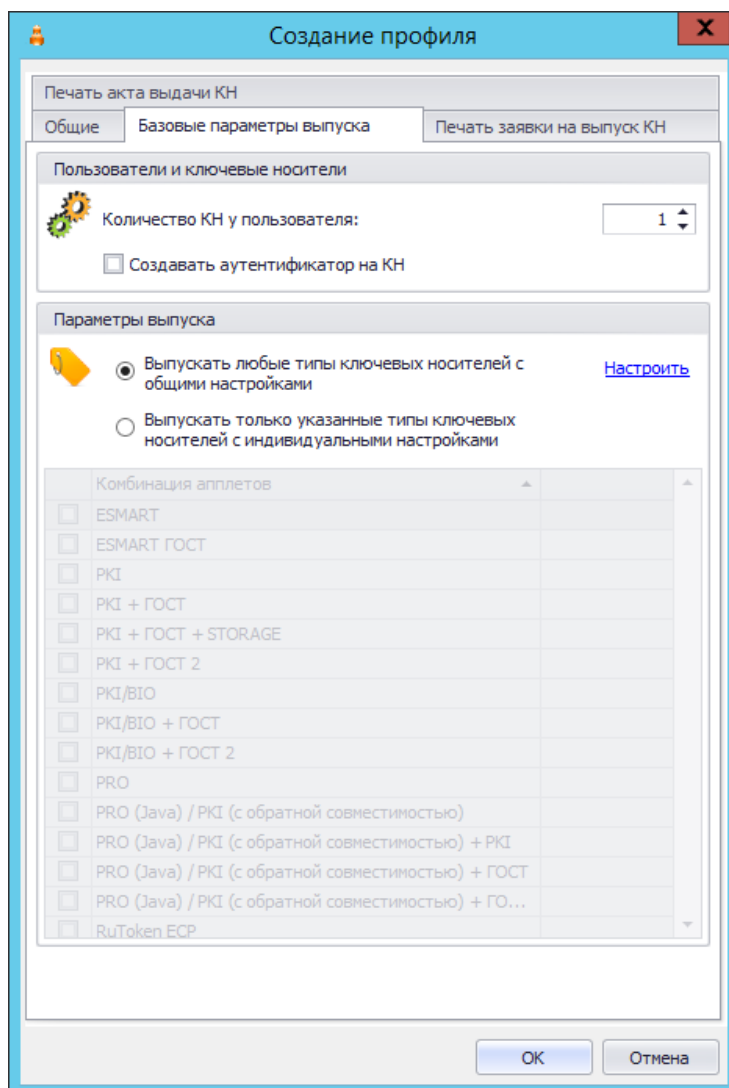 Создание профиля
Печать акта выдачи КН
Общие
Базовые параметры выпуска
Печать заявки на выпуск КН
Пользователи и ключевые носители
Количество КН у пользователя:
1
Создавать аутентификатор на КН
Параметры выпуска
Выпускать любые типы ключевых носителей с
общими настройками
Настроить
Выпускать только указанные типы ключевых
носителей с индивидуальными настройками
Комбинация апплетов
ESMART
ESMART ГОСТ
PKI
PKI + ГОСТ
PKI + ГОСТ + STORAGE
PKI + ГОСТ 2
PKI/BIO
PKI/BIO + ГОСТ
PKI/BIO + ГОСТ 2
PRO
PRO (Java) / PKI (с обратной совместимостью)
PRO (Java) / PKI (с обратной совместимостью) + PKI
PRO (Java) / PKI (с обратной совместимостью) + ГОСТ
PRO (Java) / PKI (с обратной совместимостью) + ГО...
RuToken ECP
ОК
Отмена